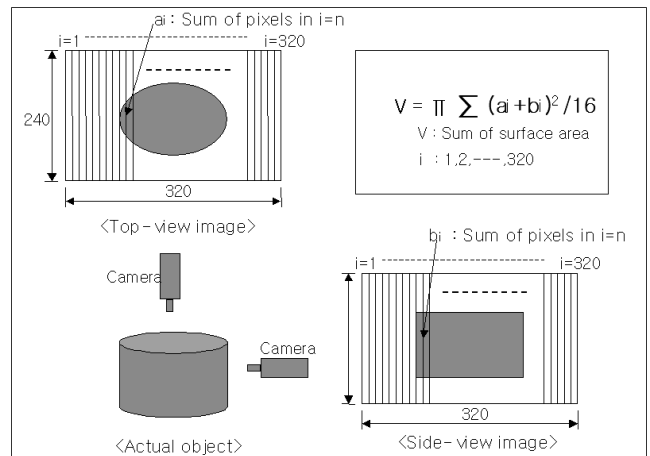 ai : Sum of pixels in i=n
i=1
i=320
240
320
<Top-view image>
V = π ∑ (ai+bi)²/16
V : Sum of surface area
i : 1,2,---,320
bi : Sum of pixels in i=n
i=1
i=320
320
<Side-view image>
Camera
Camera
<Actual object>